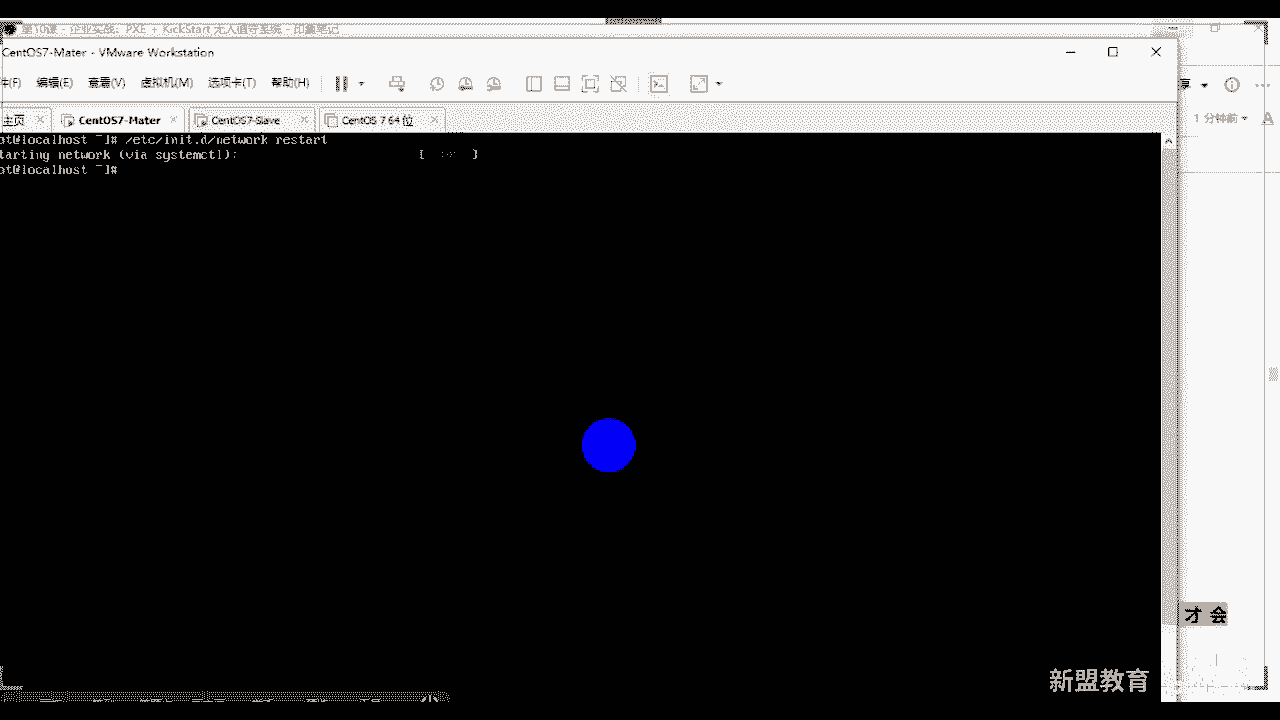 第10课 - 企业实战：PXE + KickStart 无人值守系统 - 印象笔记
CentOS7-Mater - VMware Workstation
件(F) 编辑(E) 查看(V) 虚拟机(M) 选项卡(T) 帮助(H)
享
主页 CentOS7-Mater CentOS7-Slave CentOS 7 64 位
1 分钟前
ot@localhost ~]# /etc/init.d/network restart
tarting network (via systemctl): [ ]
ot@localhost ~]#
才 会
新盟教育